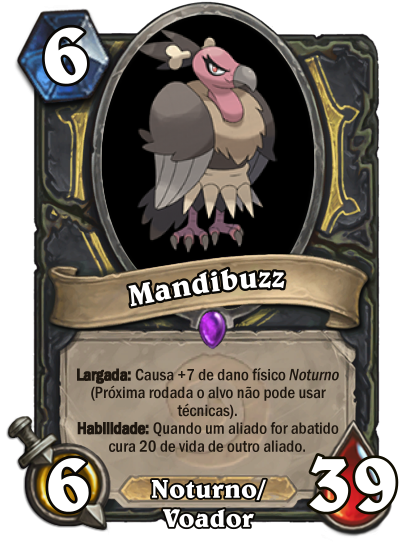 6
Mandibuzz
Largada: Causa +7 de dano físico Noturno
(Próxima rodada o alvo não pode usar
técnicas).
Habilidade: Quando um aliado for abatido
cura 20 de vida de outro aliado.
6
Noturno/
Voador
39